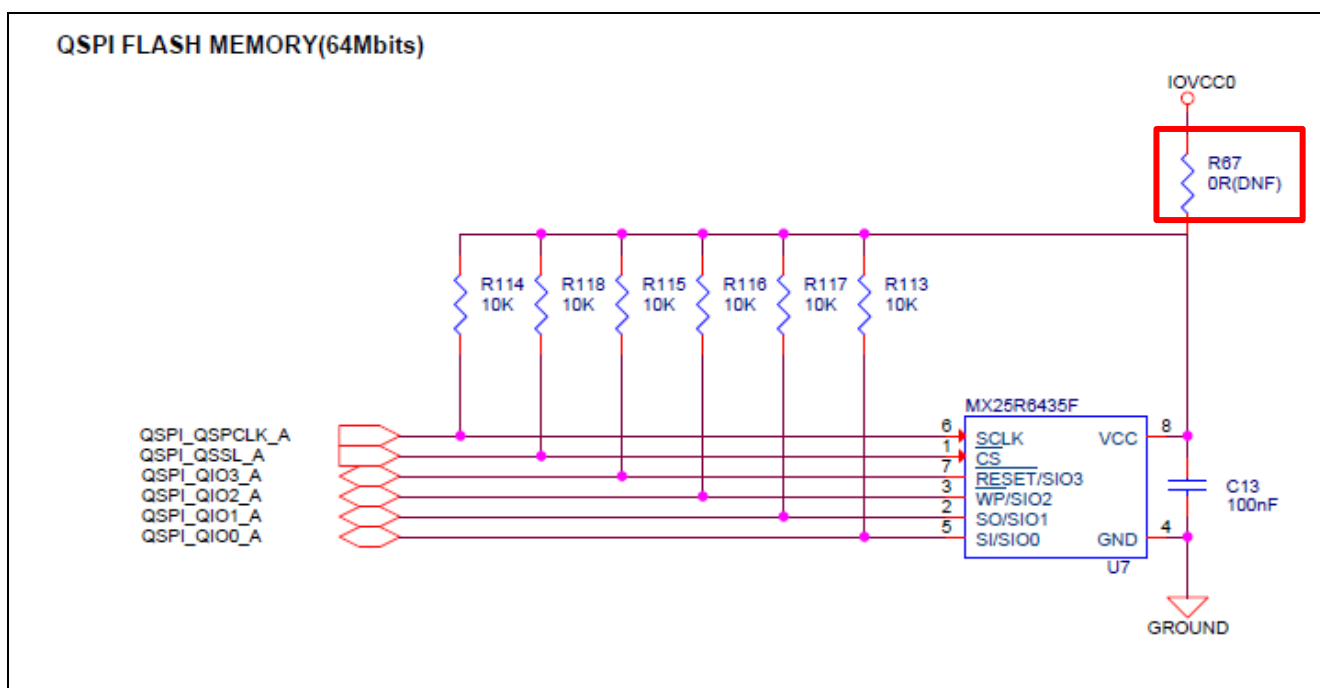 QSPI FLASH MEMORY(64Mbits)
IOVCC0
R67
0R(DNF)
R114
10K
R118
10K
R115
10K
R116
10K
R117
10K
R113
10K
MX25R6435F
QSPI_QSPCLK_A
QSPI_QSSL_A
QSPI_QIO3_A
QSPI_QIO2_A
QSPI_QIO1_A
QSPI_QIO0_A
6
1
7
3
2
5
SCLK
CS
RESET/SIO3
WP/SIO2
SO/SIO1
SI/SIO0
VCC
GND
8
4
U7
C13
100nF
GROUND